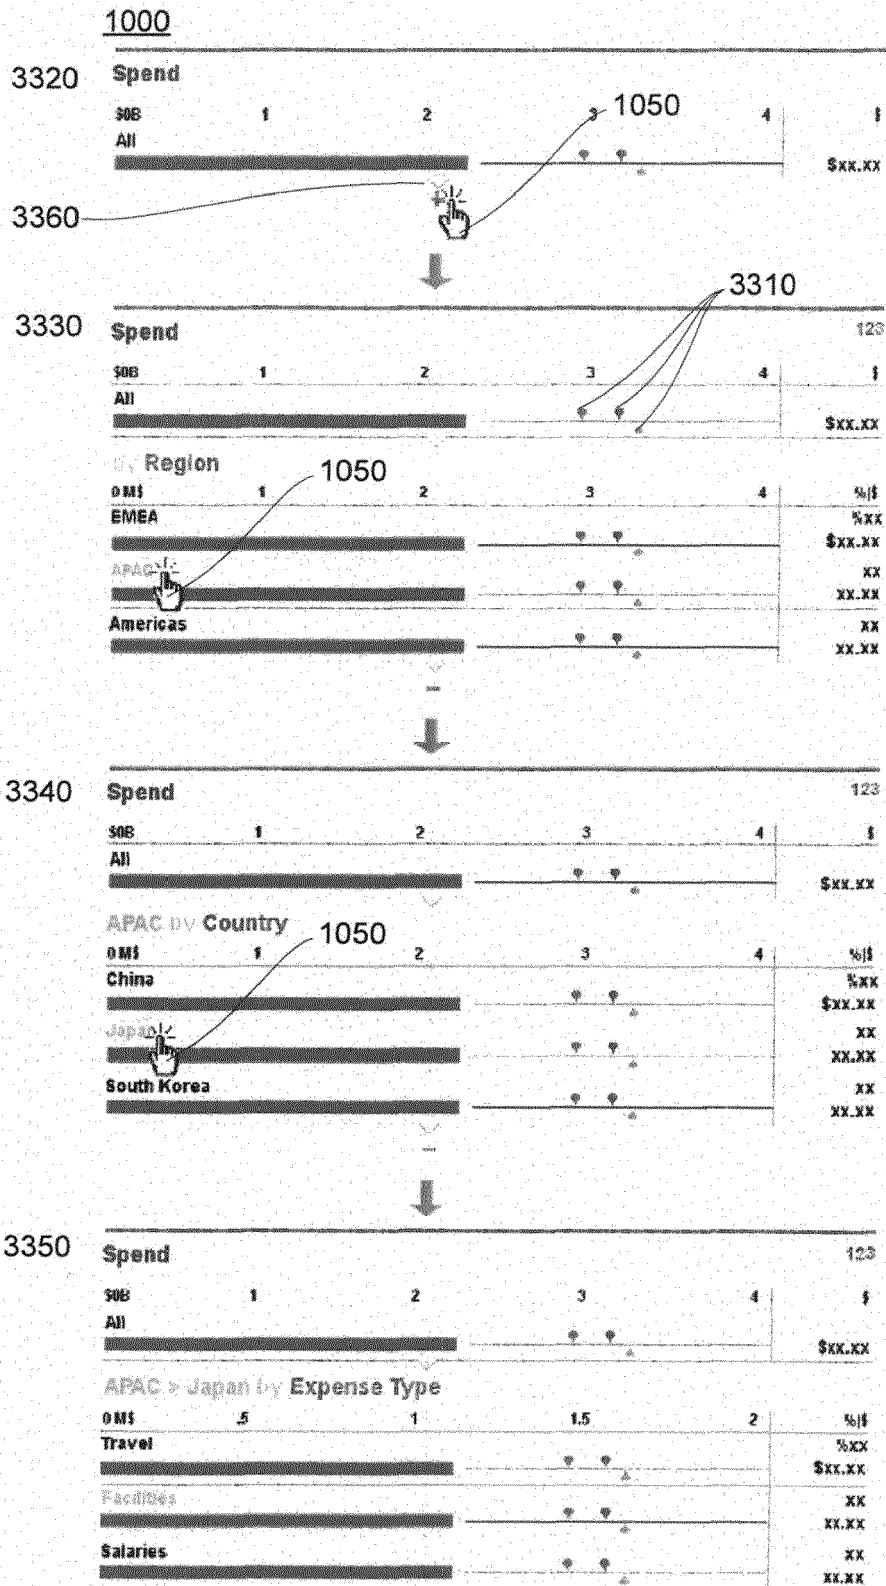 1000
3320 Spend
$0B 1 2 3 4 $
1050
All
$xx.xx
3360
3310
3330 Spend 123
$0B 1 2 3 4 $
All
$xx.xx
by Region
1050
0 M$ 1 2 3 4 %|$
EMEA %xx
$xx.xx
APAC xx
xx.xx
Americas xx
xx.xx
3340 Spend 123
$0B 1 2 3 4 $
All
$xx.xx
APAC by Country
1050
0 M$ 1 2 3 4 %|$
China %xx
$xx.xx
Japan xx
xx.xx
South Korea xx
xx.xx
3350 Spend 123
$0B 1 2 3 4 $
All
$xx.xx
APAC > Japan by Expense Type
0 M$ .5 1 1.5 2 %|$
Travel %xx
$xx.xx
Facilities xx
xx.xx
Salaries xx
xx.xx